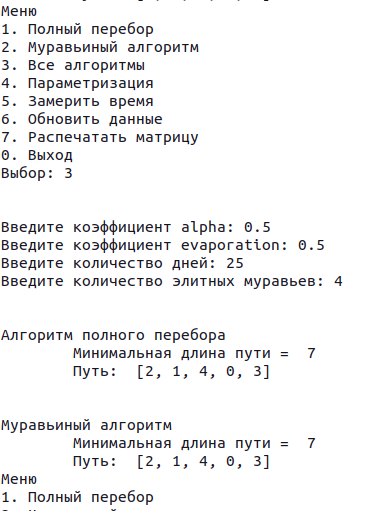 Меню
1. Полный перебор
2. Муравьиный алгоритм
3. Все алгоритмы
4. Параметризация
5. Замерить время
6. Обновить данные
7. Распечатать матрицу
0. Выход
Выбор: 3
Введите коэффициент alpha: 0.5
Введите коэффициент evaporation: 0.5
Введите количество дней: 25
Введите количество элитных муравьев: 4
Алгоритм полного перебора
Минимальная длина пути =  7
Путь:  [2, 1, 4, 0, 3]
Муравьиный алгоритм
Минимальная длина пути =  7
Путь:  [2, 1, 4, 0, 3]
Меню
1. Полный перебор